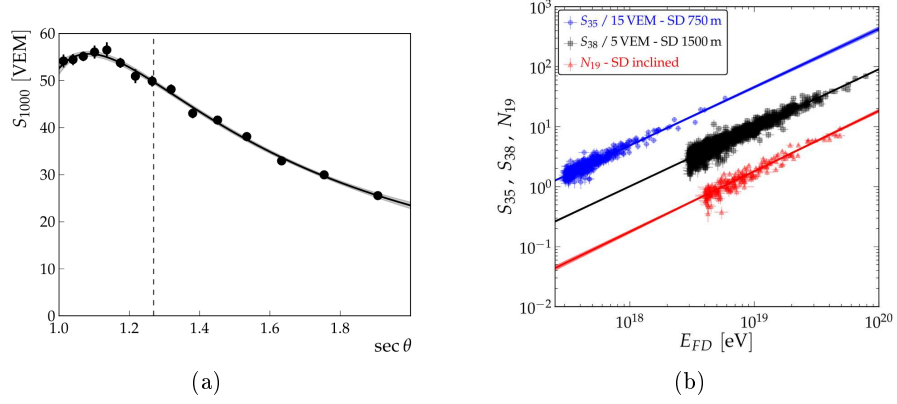 60
50
40
30
20
10
0
S₁₀₀₀ [VEM]
1.0 1.2 1.4 1.6 1.8
sec θ
(a)
S₃₅ / 15 VEM - SD 750 m
S₃₈ / 5 VEM - SD 1500 m
N₁₉ - SD inclined
10³
10²
10¹
10⁰
10⁻¹
10⁻²
S₃₅ , S₃₈ , N₁₉
10¹⁸ 10¹⁹ 10²⁰
E_FD [eV]
(b)